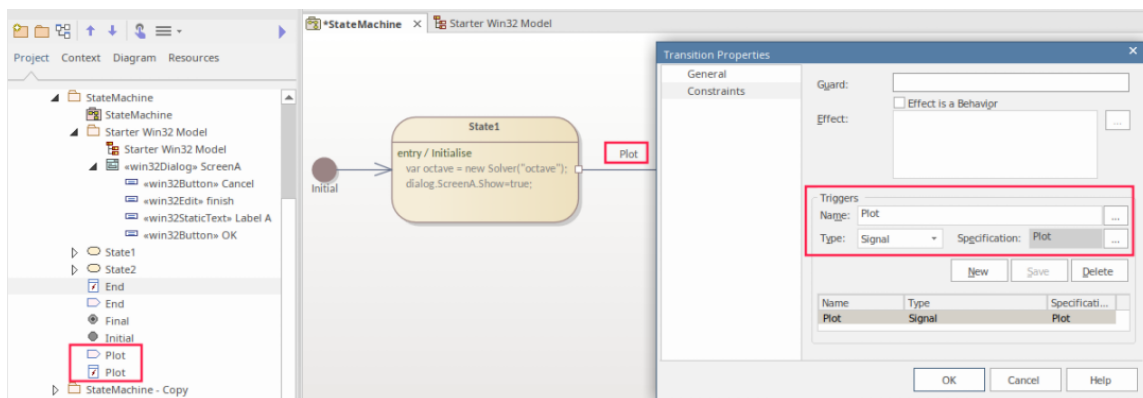 *StateMachine
Starter Win32 Model
Project Context Diagram Resources
StateMachine
StateMachine
Starter Win32 Model
Starter Win32 Model
«win32Dialog» ScreenA
«win32Button» Cancel
«win32Edit» finish
«win32StaticText» Label A
«win32Button» OK
State1
State2
End
End
Final
Initial
Plot
Plot
StateMachine - Copy
Initial
State1
entry / Initialise
var octave = new Solver("octave");
dialog.ScreenA.Show=true;
Plot
Transition Properties
General
Constraints
Guard:
Effect is a Behavior
Effect:
...
Triggers
Name: Plot ...
Type: Signal Specification: Plot ...
New Save Delete
Name Type Specificati...
Plot Signal Plot
OK Cancel Help